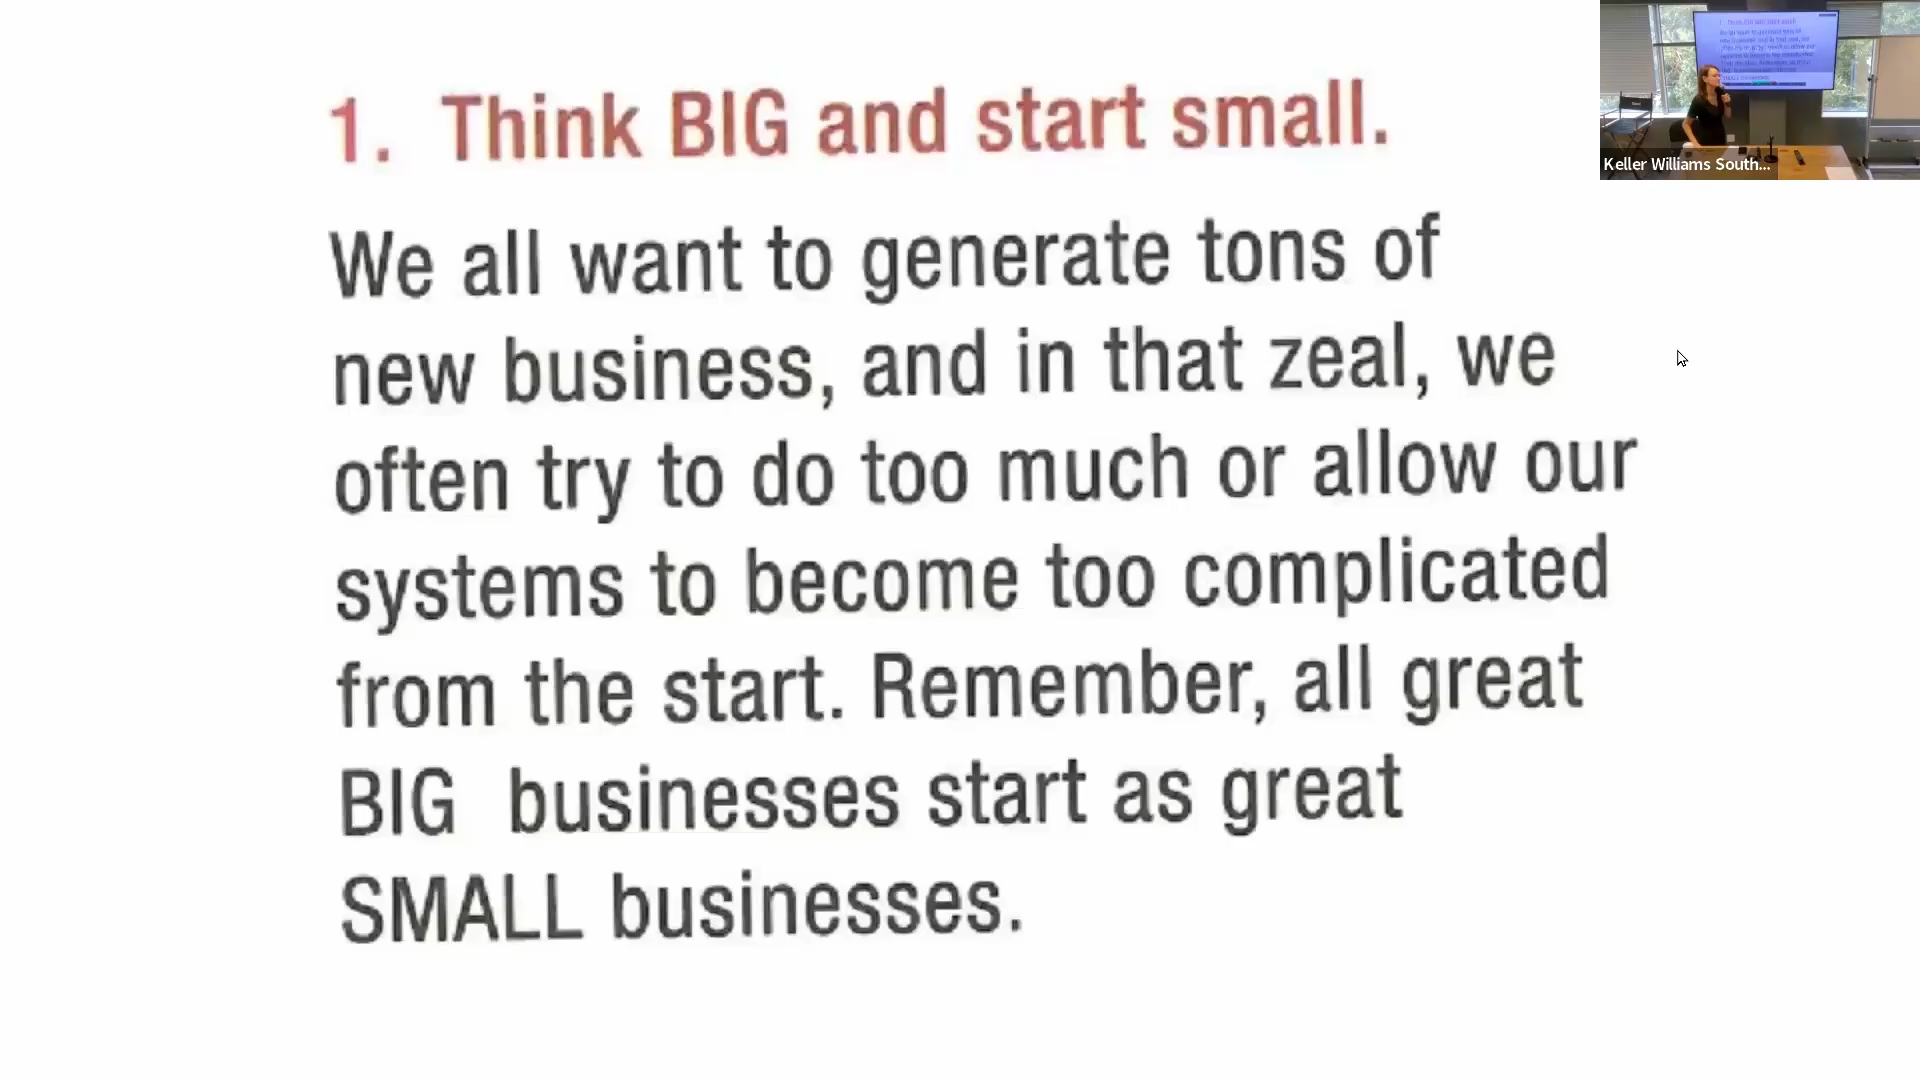 1. Think BIG and start small.
We all want to generate tons of
new business, and in that zeal, we
often try to do too much or allow our
systems to become too complicated
from the start. Remember, all great
BIG businesses start as great
SMALL businesses.
Keller Williams South...